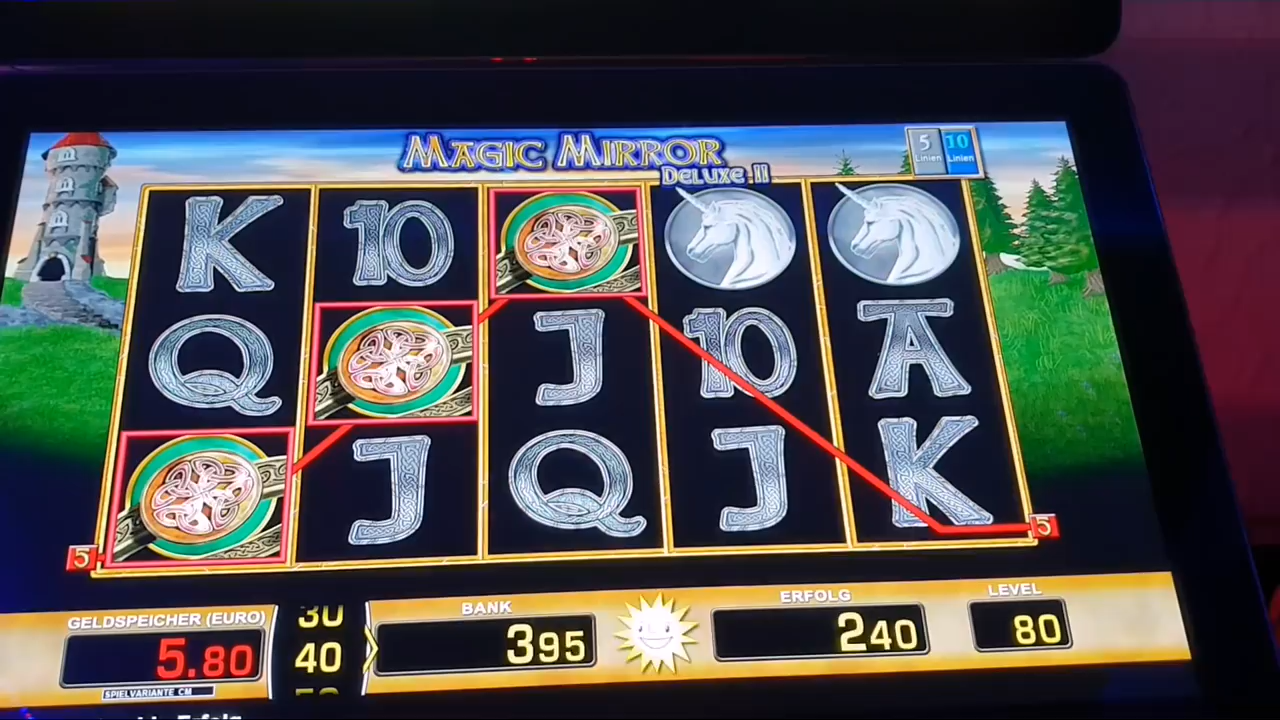 MAGIC MIRROR
DELUXE II
5 10
Linien Linien
K 10
Q J 10 A
J Q J K
5 5
GELDSPEICHER (EURO)
5.80
SPIELVARIANTE CM
30
40
BANK
3 95
ERFOLG
2 40
LEVEL
80
Erfolg